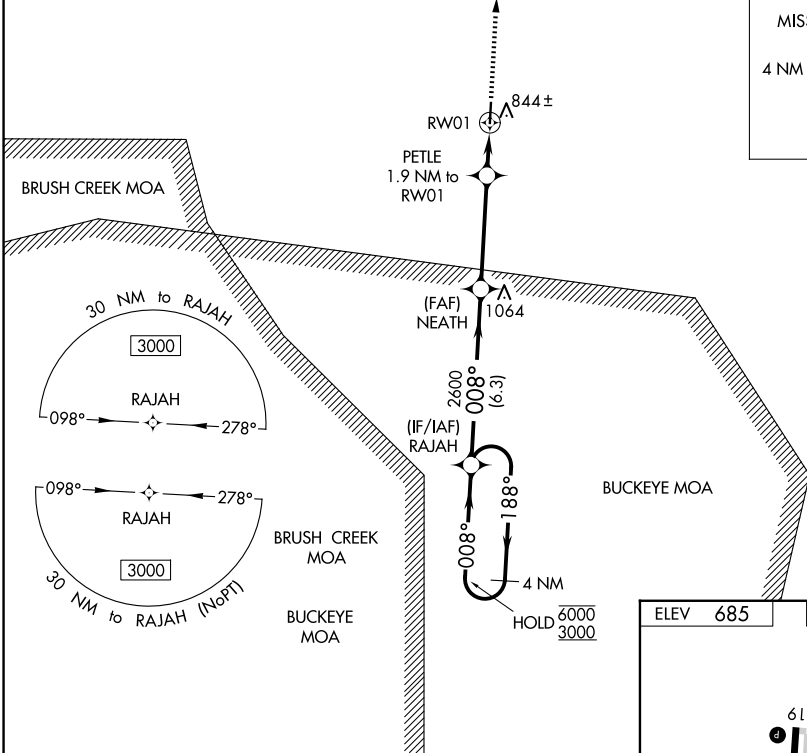 MISS
4 NM
844±
RW01
PETLE
1.9 NM to
RW01
BRUSH CREEK MOA
(FAF)
NEATH
1064
30 NM to RAJAH
3000
RAJAH
098°
278°
2600
008°
(6.3)
(IF/IAF)
RAJAH
098°
278°
RAJAH
3000
30 NM to RAJAH (NoPT)
008°
188°
BUCKEYE MOA
BRUSH CREEK
MOA
BUCKEYE
MOA
4 NM
HOLD 6000
3000
ELEV 685
19
P